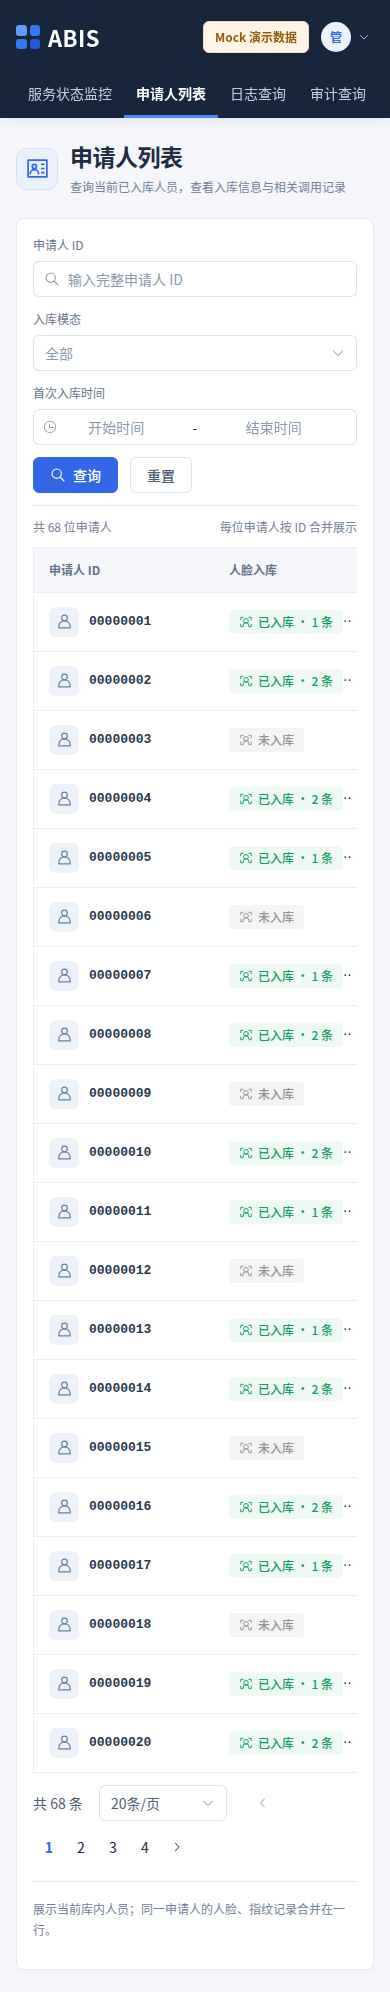 ABIS
Mock 演示数据
管
服务状态监控 申请人列表 日志查询 审计查询
申请人列表
查询当前已入库人员，查看入库信息与相关调用记录
申请人 ID
输入完整申请人 ID
入库模态
全部
首次入库时间
开始时间 - 结束时间
查询 重置
共 68 位申请人 每位申请人按 ID 合并展示
申请人 ID 人脸入库
00000001 已入库 · 1 条 ··
00000002 已入库 · 2 条 ··
00000003 未入库
00000004 已入库 · 2 条 ··
00000005 已入库 · 1 条 ··
00000006 未入库
00000007 已入库 · 1 条 ··
00000008 已入库 · 2 条 ··
00000009 未入库
00000010 已入库 · 2 条 ··
00000011 已入库 · 1 条 ··
00000012 未入库
00000013 已入库 · 1 条 ··
00000014 已入库 · 2 条 ··
00000015 未入库
00000016 已入库 · 2 条 ··
00000017 已入库 · 1 条 ··
00000018 未入库
00000019 已入库 · 1 条 ··
00000020 已入库 · 2 条 ··
共 68 条 20条/页
1 2 3 4
展示当前库内人员；同一申请人的人脸、指纹记录合并在一
行。